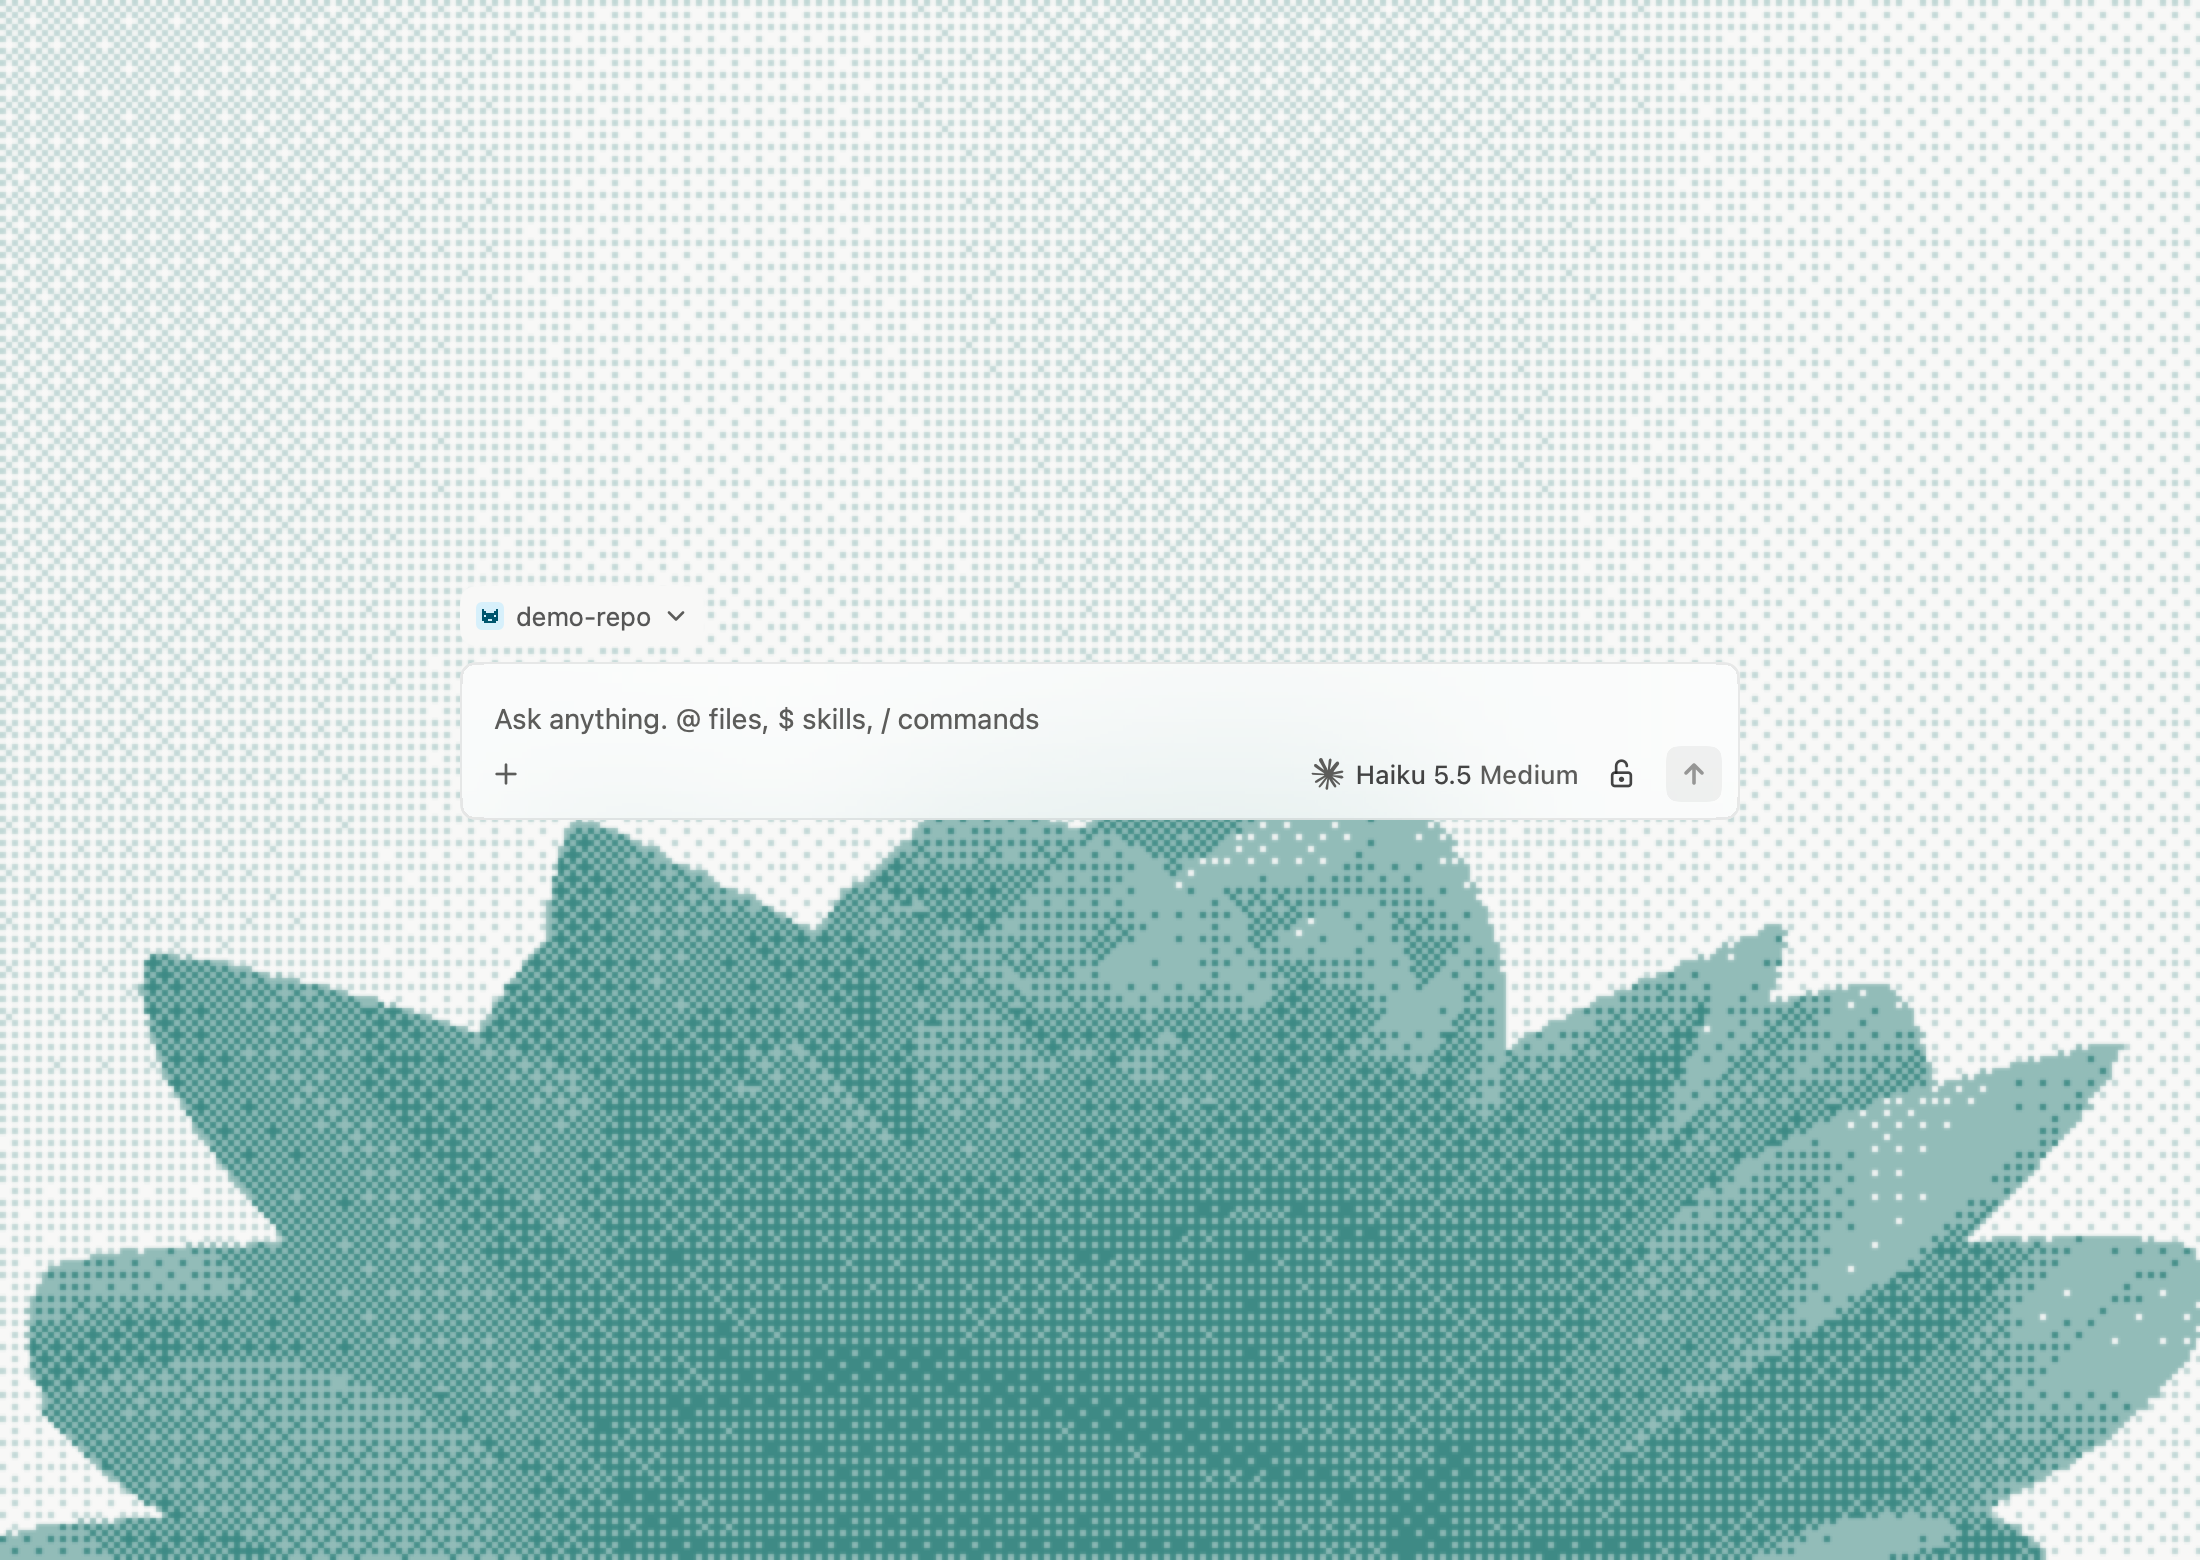 demo-repo
Ask anything. @ files, $ skills, / commands
Haiku 5.5 Medium